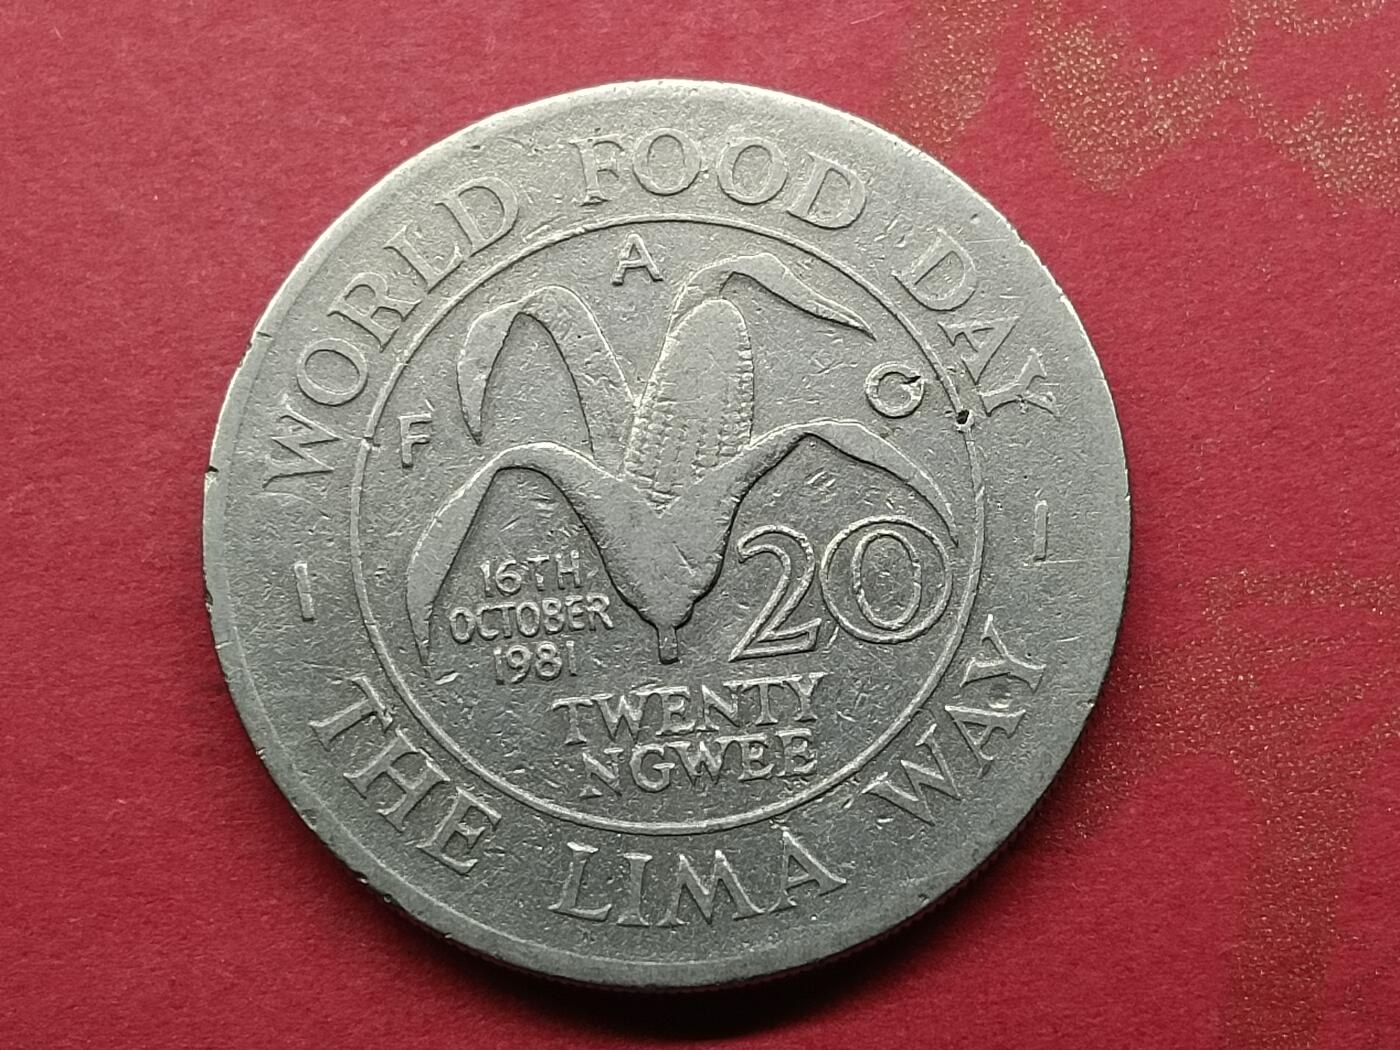 WORLD FOOD DAY
F A O
16TH
OCTOBER
1981
20
TWENTY
NGWEE
THE LIMA WAY